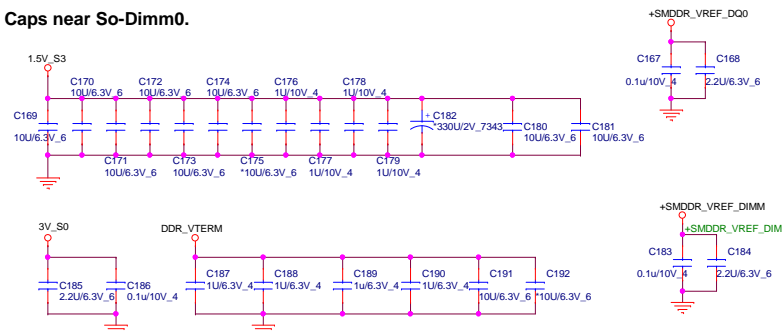 Caps near So-Dimm0.
+SMDDR_VREF_DQ0
C167
0.1u/10V_4
C168
2.2U/6.3V_6
1.5V_S3
C169
10U/6.3V_6
C170
10U/6.3V_6
C171
10U/6.3V_6
C172
10U/6.3V_6
C173
10U/6.3V_6
C174
10U/6.3V_6
C175
*10U/6.3V_6
C176
1U/10V_4
C177
1U/10V_4
C178
1U/10V_4
C179
1U/10V_4
+ C182
*330U/2V_7343
C180
10U/6.3V_6
C181
10U/6.3V_6
3V_S0
C185
2.2U/6.3V_6
C186
0.1u/10V_4
DDR_VTERM
C187
1U/6.3V_4
C188
1U/6.3V_4
C189
1u/6.3V_4
C190
1U/6.3V_4
C191
10U/6.3V_6
C192
*10U/6.3V_6
+SMDDR_VREF_DIMM
+SMDDR_VREF_DIM
C183
0.1u/10V_4
C184
2.2U/6.3V_6